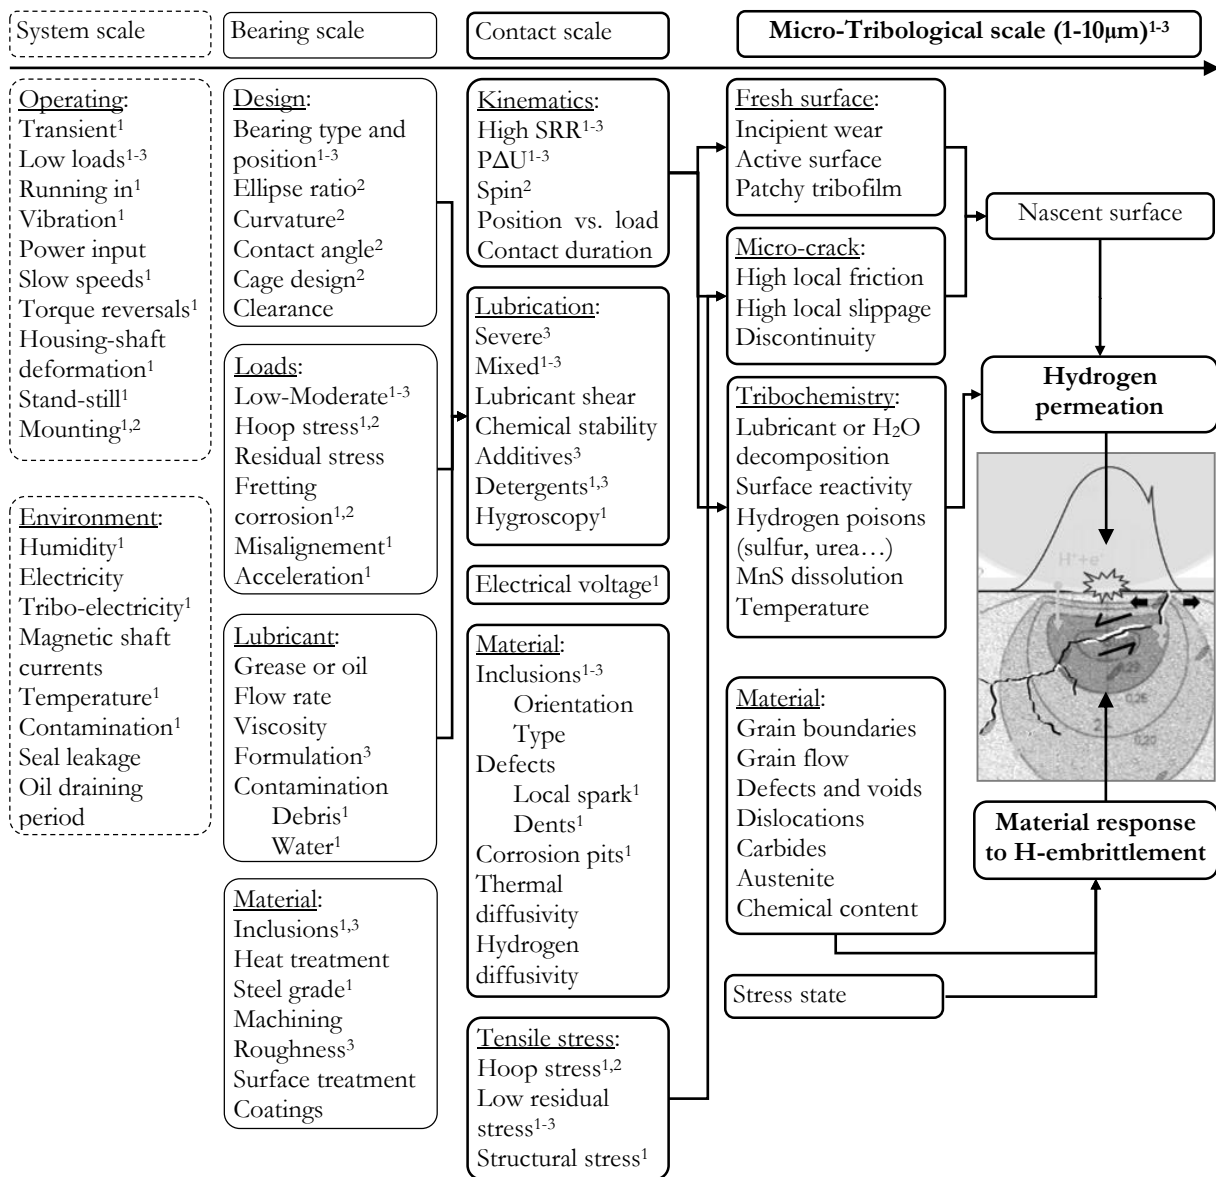 System scale
Bearing scale
Contact scale
Micro-Tribological scale (1-10µm)¹⁻³
Operating:
Transient¹
Low loads¹⁻³
Running in¹
Vibration¹
Power input
Slow speeds¹
Torque reversals¹
Housing-shaft
deformation¹
Stand-still¹
Mounting¹,²
Environment:
Humidity¹
Electricity
Tribo-electricity¹
Magnetic shaft
currents
Temperature¹
Contamination¹
Seal leakage
Oil draining
period
Design:
Bearing type and
position¹⁻³
Ellipse ratio²
Curvature²
Contact angle²
Cage design²
Clearance
Loads:
Low-Moderate¹⁻³
Hoop stress¹,²
Residual stress
Fretting
corrosion¹,²
Misalignement¹
Acceleration¹
Lubricant:
Grease or oil
Flow rate
Viscosity
Formulation³
Contamination
Debris¹
Water¹
Material:
Inclusions¹,³
Heat treatment
Steel grade¹
Machining
Roughness³
Surface treatment
Coatings
Kinematics:
High SRR¹⁻³
PΔU¹⁻³
Spin²
Position vs. load
Contact duration
Lubrication:
Severe³
Mixed¹⁻³
Lubricant shear
Chemical stability
Additives³
Detergents¹,³
Hygroscopy¹
Electrical voltage¹
Material:
Inclusions¹⁻³
Orientation
Type
Defects
Local spark¹
Dents¹
Corrosion pits¹
Thermal
diffusivity
Hydrogen
diffusivity
Tensile stress:
Hoop stress¹,²
Low residual
stress¹⁻³
Structural stress¹
Fresh surface:
Incipient wear
Active surface
Patchy tribofilm
Micro-crack:
High local friction
High local slippage
Discontinuity
Tribochemistry:
Lubricant or H₂O
decomposition
Surface reactivity
Hydrogen poisons
(sulfur, urea…)
MnS dissolution
Temperature
Material:
Grain boundaries
Grain flow
Defects and voids
Dislocations
Carbides
Austenite
Chemical content
Stress state
Nascent surface
Hydrogen
permeation
H⁺+e⁻
0,29
0,26
2
0,20
Material response
to H-embrittlement